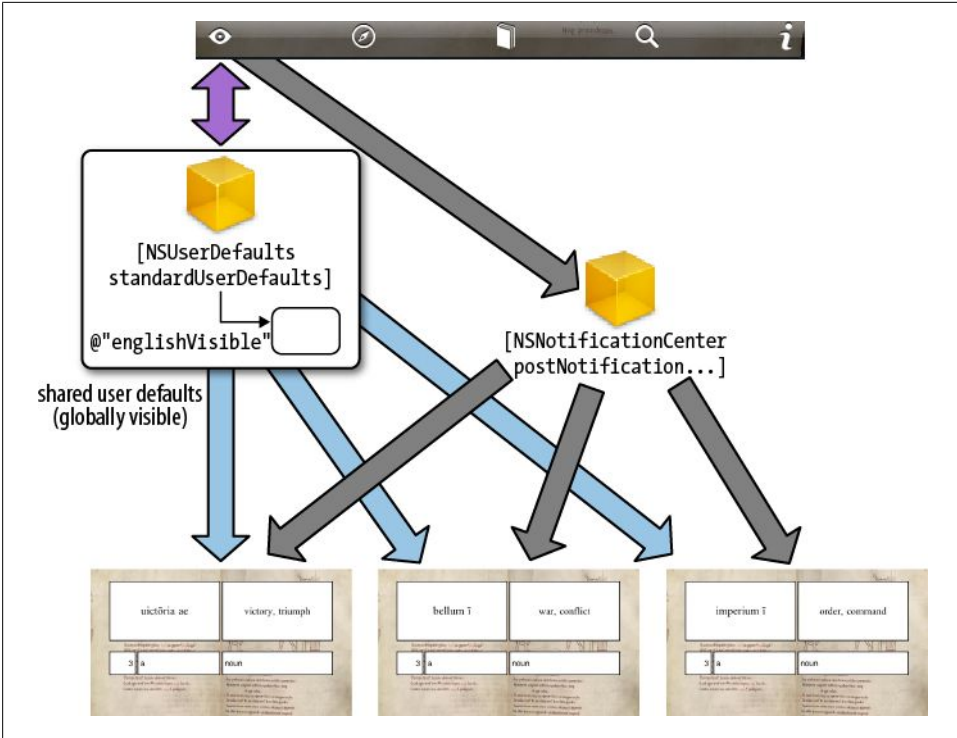 [NSUserDefaults
standardUserDefaults]
@"englishVisible"
shared user defaults
(globally visible)
[NSNotificationCenter
postNotification...]
uictōria ae
victory, triumph
3 a
noun
bellum ī
war, conflict
3 a
noun
imperium ī
order, command
3 a
noun